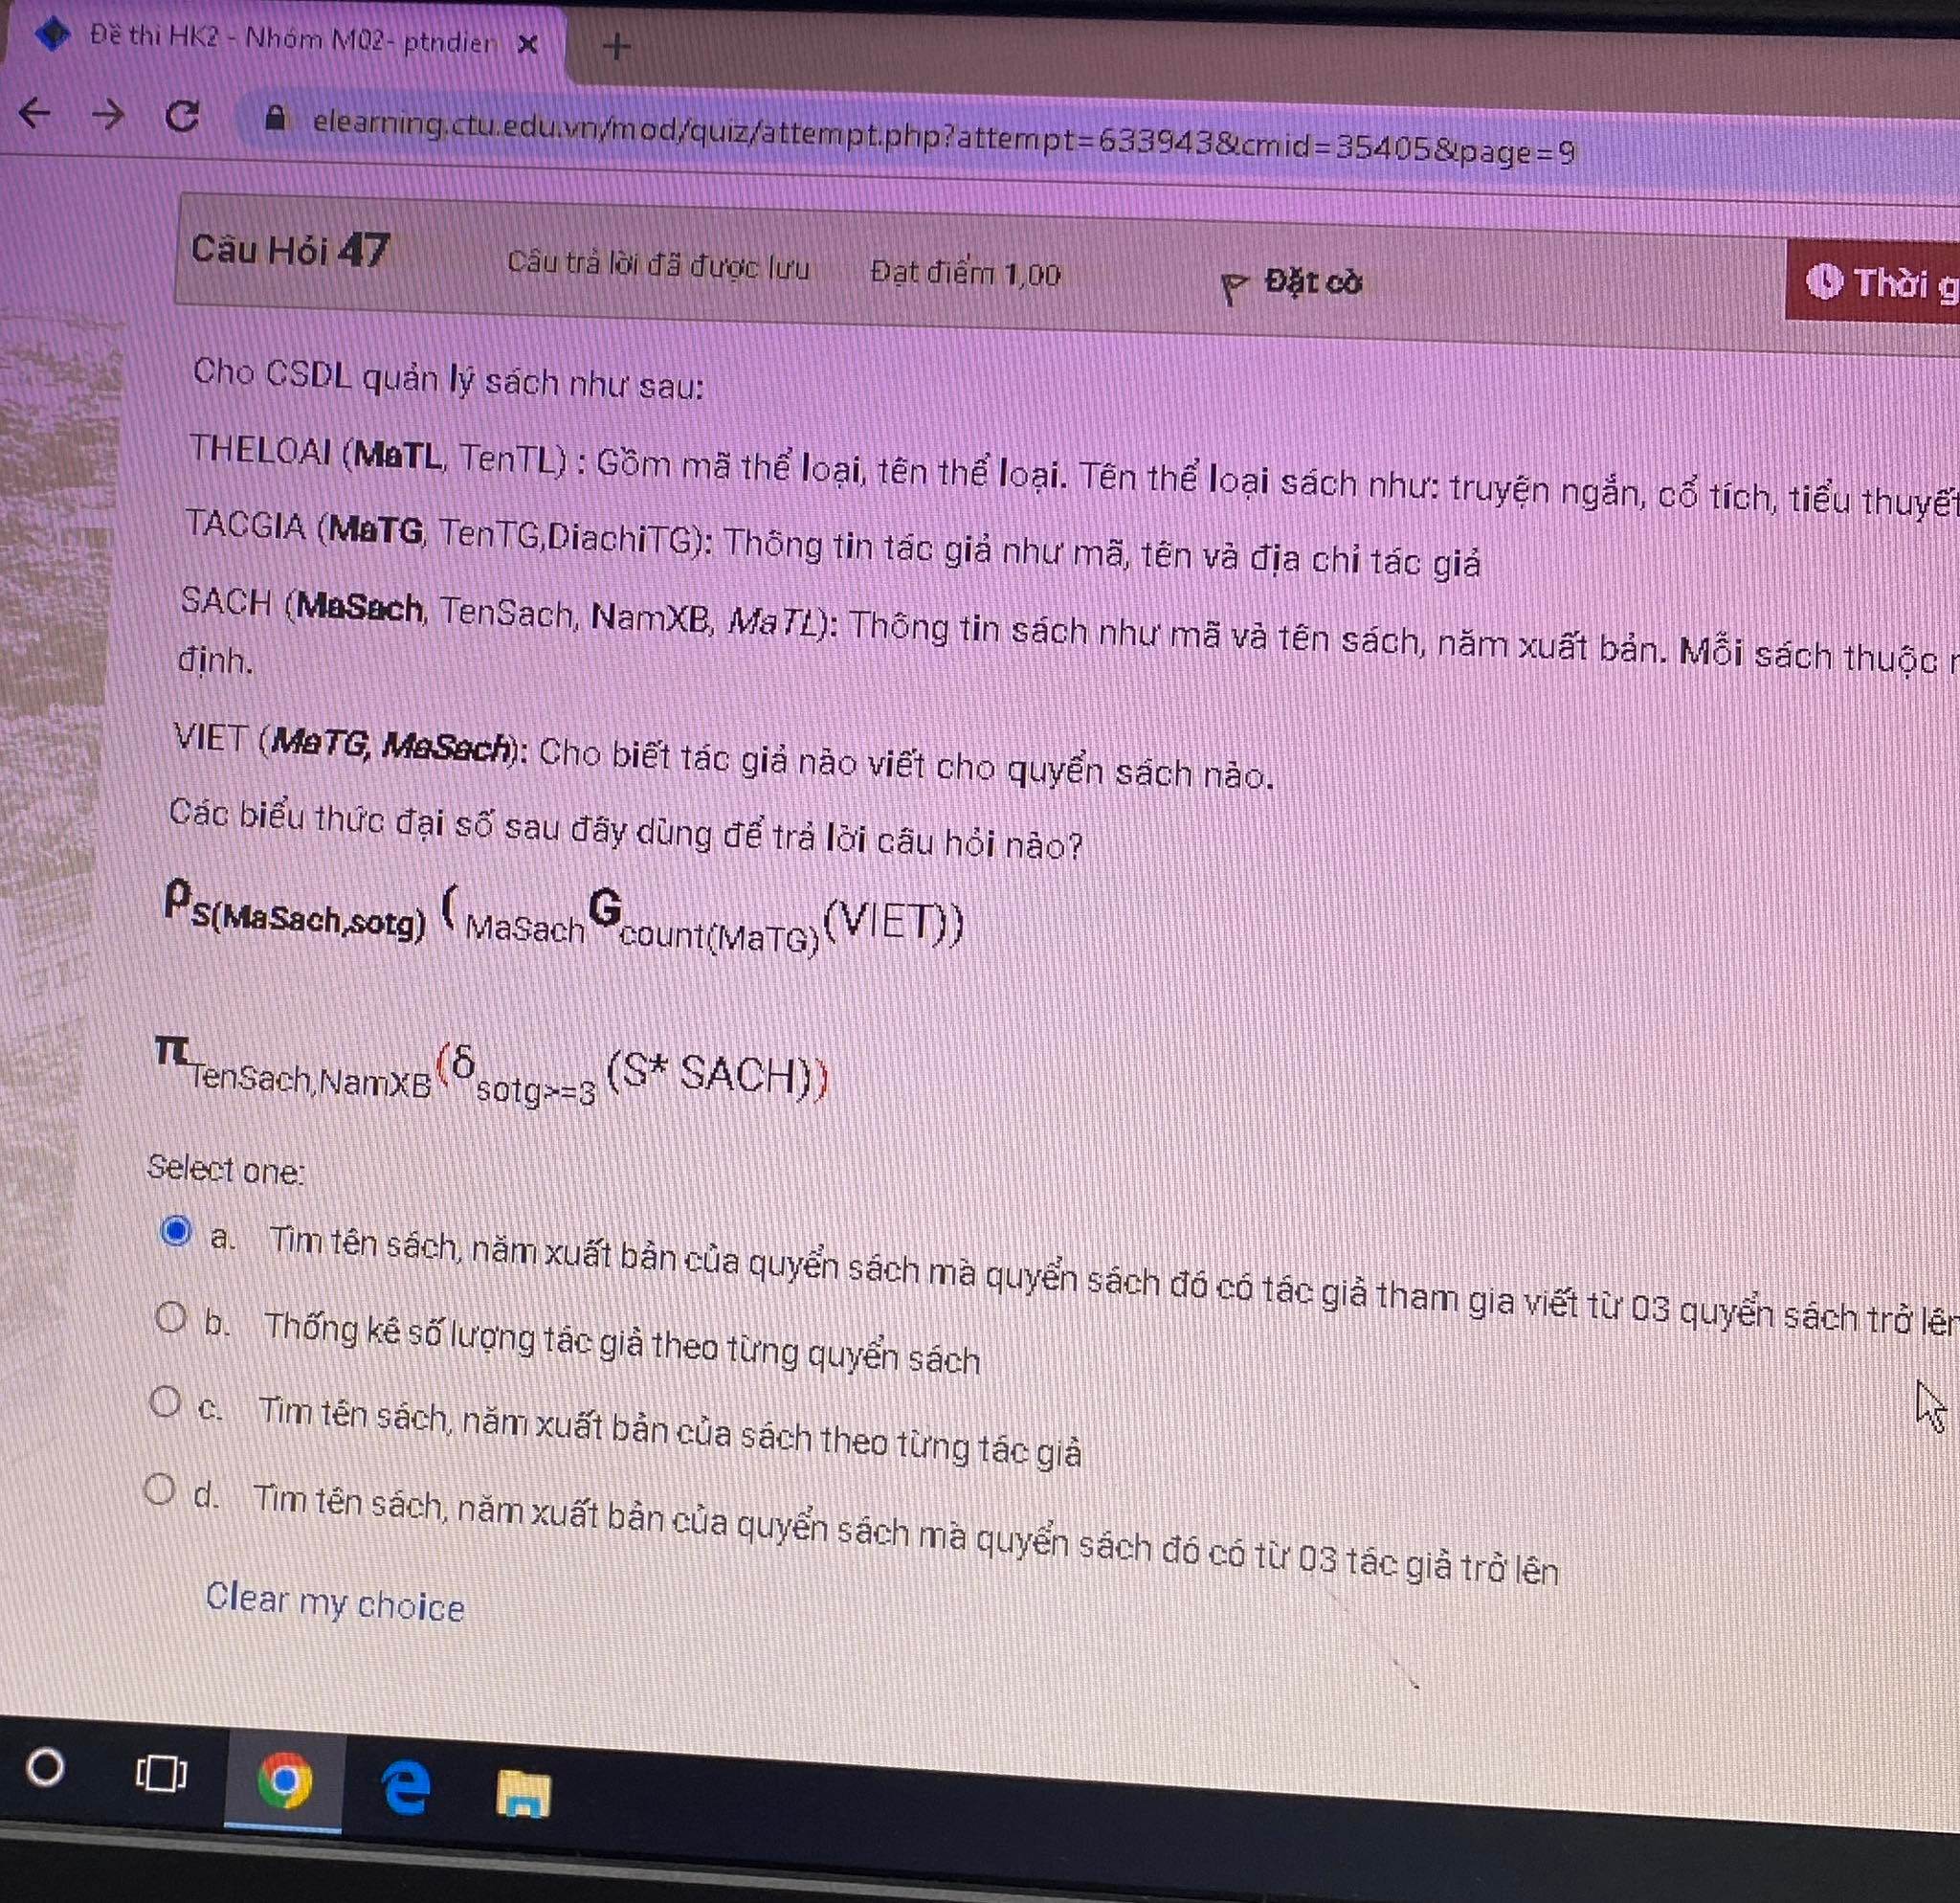 Đề thi HK2 - Nhóm M02- ptndien
elearning.ctu.edu.vn/mod/quiz/attempt.php?attempt=633943&cmid=35405&page=9
Câu Hỏi 47 Câu trả lời đã được lưu Đạt điểm 1,00 Đặt cờ Thời
Cho CSDL quản lý sách như sau:
THELOAI (MaTL, TenTL) : Gồm mã thể loại, tên thể loại. Tên thể loại sách như: truyện ngắn, cổ tích, tiểu thuyết
TACGIA (MaTG, TenTG,DiachiTG): Thông tin tác giả như mã, tên và địa chỉ tác giả
SACH (MaSach, TenSach, NamXB, MaTL): Thông tin sách như mã và tên sách, năm xuất bản. Mỗi sách thuộc
định.
VIET (MaTG, MaSach): Cho biết tác giả nào viết cho quyển sách nào.
Các biểu thức đại số sau đây dùng để trả lời câu hỏi nào?
ρS(MaSach,sotg) (MaSach G count(MaTG)(VIET))
πTenSach,NamXB(δsotg>=3 (S* SACH))
Select one:
a. Tìm tên sách, năm xuất bản của quyển sách mà quyển sách đó có tác giả tham gia viết từ 03 quyển sách trở lên
b. Thống kê số lượng tác giả theo từng quyển sách
c. Tìm tên sách, năm xuất bản của sách theo từng tác giả
d. Tìm tên sách, năm xuất bản của quyển sách mà quyển sách đó có từ 03 tác giả trở lên
Clear my choice